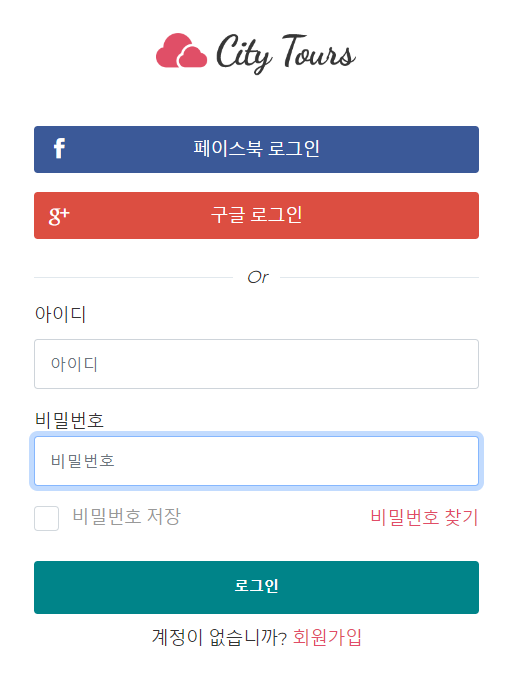 City Tours
f 페이스북 로그인
g+ 구글 로그인
Or
아이디
아이디
비밀번호
비밀번호
비밀번호 저장 비밀번호 찾기
로그인
계정이 없습니까? 회원가입